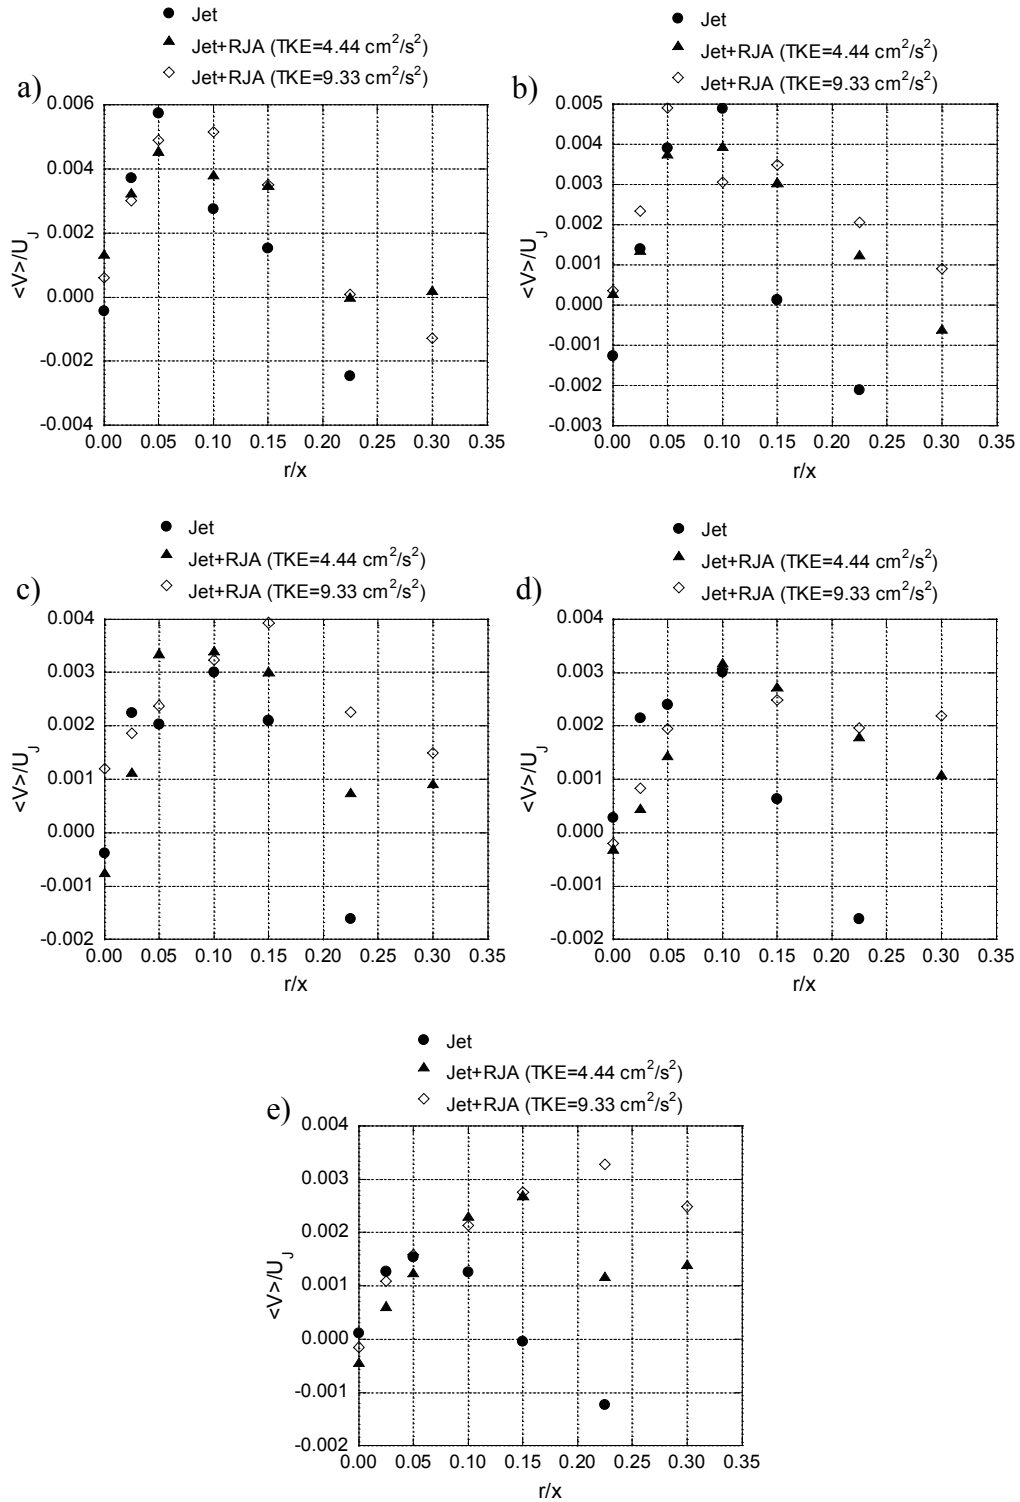 ● Jet
▲ Jet+RJA (TKE=4.44 cm²/s²)
◇ Jet+RJA (TKE=9.33 cm²/s²)
a)
0.006
0.004
0.002
0.000
-0.002
-0.004
<V>/U_J
0.00 0.05 0.10 0.15 0.20 0.25 0.30 0.35
r/x
● Jet
▲ Jet+RJA (TKE=4.44 cm²/s²)
◇ Jet+RJA (TKE=9.33 cm²/s²)
b)
0.005
0.004
0.003
0.002
0.001
0.000
-0.001
-0.002
-0.003
<V>/U_J
0.00 0.05 0.10 0.15 0.20 0.25 0.30 0.35
r/x
● Jet
▲ Jet+RJA (TKE=4.44 cm²/s²)
◇ Jet+RJA (TKE=9.33 cm²/s²)
c)
0.004
0.003
0.002
0.001
0.000
-0.001
-0.002
<V>/U_J
0.00 0.05 0.10 0.15 0.20 0.25 0.30 0.35
r/x
● Jet
▲ Jet+RJA (TKE=4.44 cm²/s²)
◇ Jet+RJA (TKE=9.33 cm²/s²)
d)
0.004
0.003
0.002
0.001
0.000
-0.001
-0.002
<V>/U_J
0.00 0.05 0.10 0.15 0.20 0.25 0.30 0.35
r/x
● Jet
▲ Jet+RJA (TKE=4.44 cm²/s²)
◇ Jet+RJA (TKE=9.33 cm²/s²)
e)
0.004
0.003
0.002
0.001
0.000
-0.001
-0.002
<V>/U_J
0.00 0.05 0.10 0.15 0.20 0.25 0.30 0.35
r/x